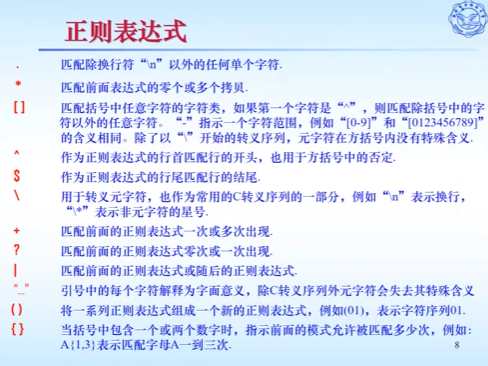 正则表达式
. 匹配除换行符“\n”以外的任何单个字符.
* 匹配前面表达式的零个或多个拷贝.
[ ] 匹配括号中任意字符的字符类，如果第一个字符是“^”，则匹配除括号中的字
符以外的任意字符。“-”指示一个字符范围，例如“[0-9]”和“[0123456789]”
的含义相同。除了以“\”开始的转义序列，元字符在方括号内没有特殊含义.
^ 作为正则表达式的行首匹配行的开头，也用于方括号中的否定.
$ 作为正则表达式的行尾匹配行的结尾.
\ 用于转义元字符，也作为常用的C转义序列的一部分，例如“\n”表示换行，
“\*”表示非元字符的星号.
+ 匹配前面的正则表达式一次或多次出现.
? 匹配前面的正则表达式零次或一次出现.
| 匹配前面的正则表达式或随后的正则表达式.
“...” 引号中的每个字符解释为字面意义，除C转义序列外元字符会失去其特殊含义
( ) 将一系列正则表达式组成一个新的正则表达式，例如(01)，表示字符序列01.
{ } 当括号中包含一个或两个数字时，指示前面的模式允许被匹配多少次，例如：
A{1,3}表示匹配字母A一到三次.
8